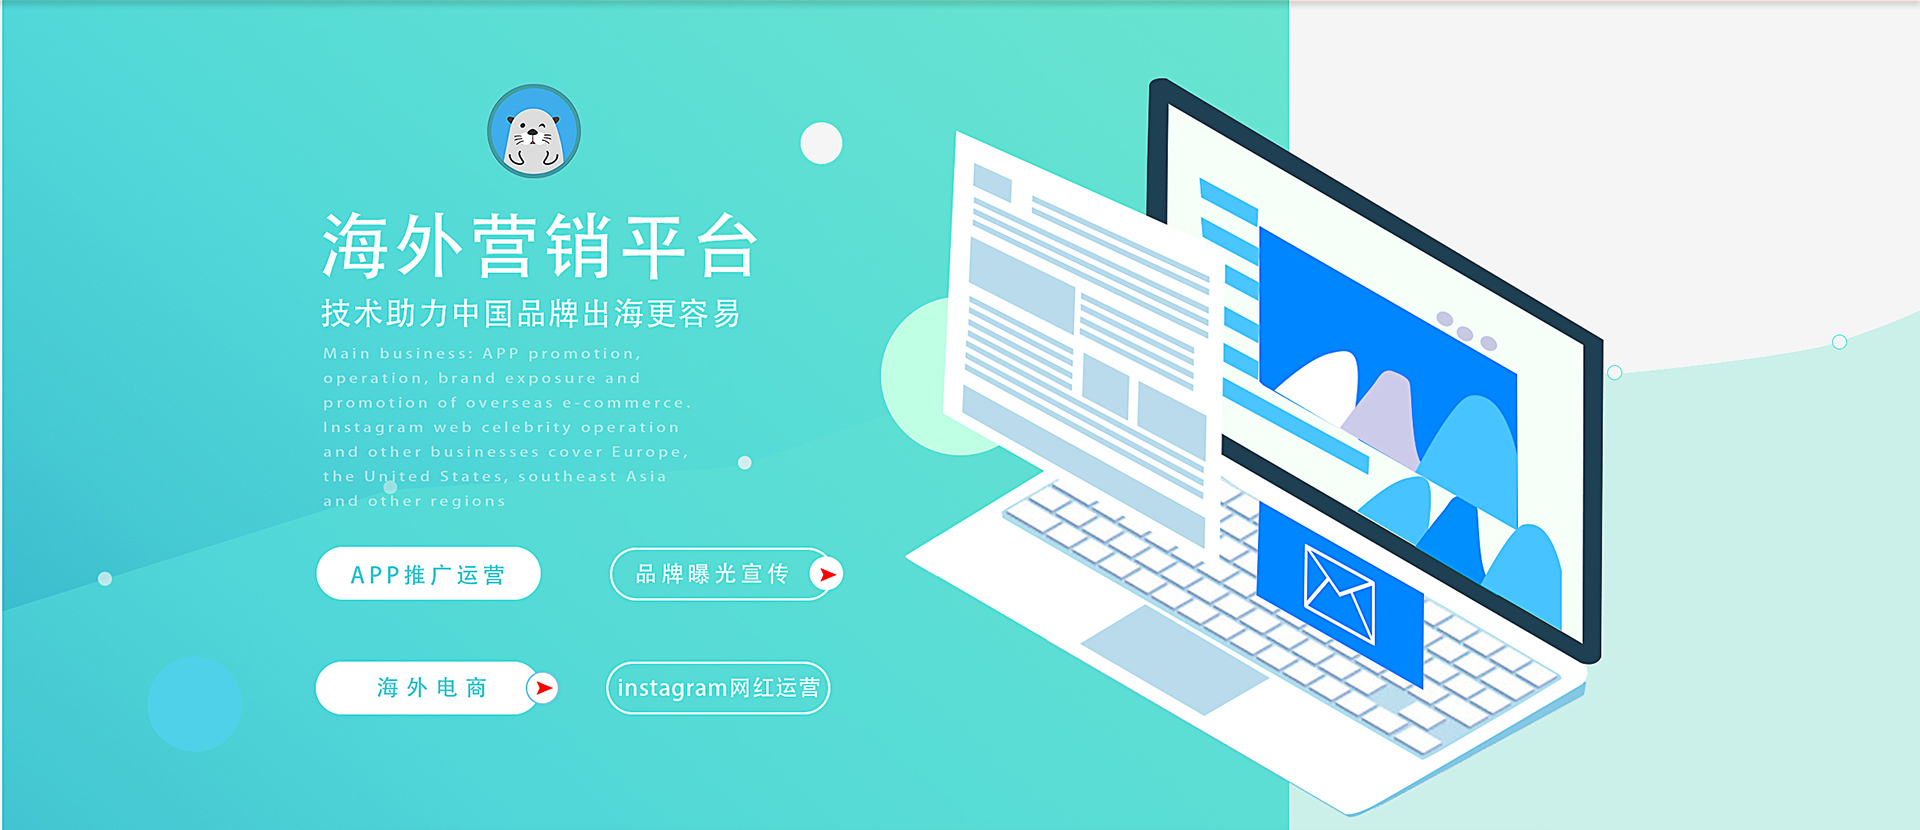 海外营销平台
技术助力中国品牌出海更容易
Main business: APP promotion,
operation, brand exposure and
promotion of overseas e-commerce.
Instagram web celebrity operation
and other businesses cover Europe,
the United States, southeast Asia
and other regions
APP推广运营
品牌曝光宣传
海外电商
instagram网红运营